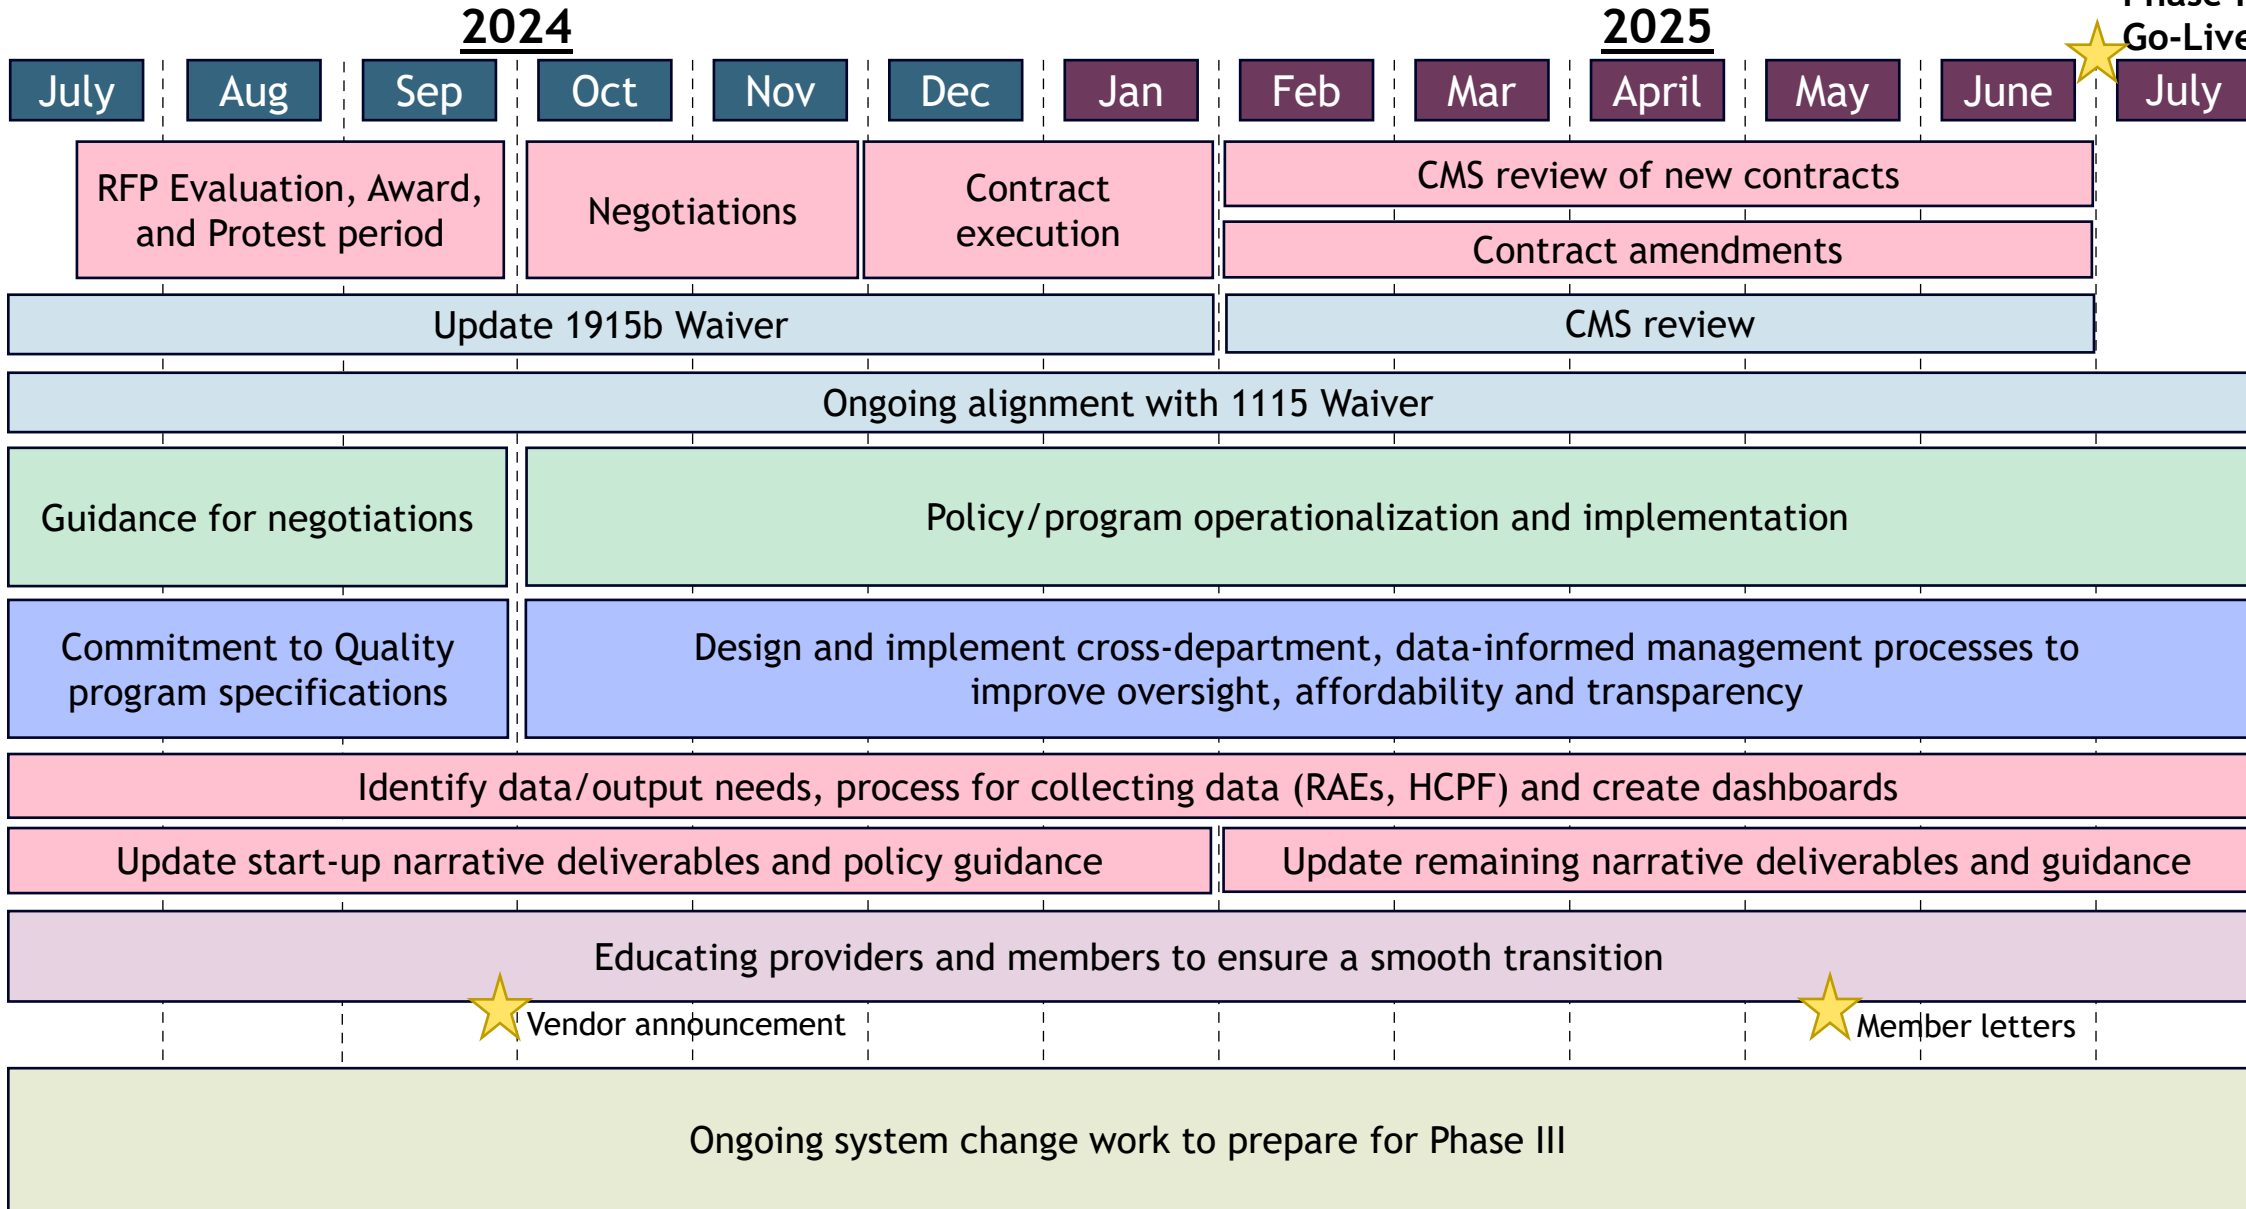 2024
2025
Go-Live
July
Aug
Sep
Oct
Nov
Dec
Jan
Feb
Mar
April
May
June
July
RFP Evaluation, Award,
and Protest period
Negotiations
Contract
execution
CMS review of new contracts
Contract amendments
Update 1915b Waiver
CMS review
Ongoing alignment with 1115 Waiver
Guidance for negotiations
Policy/program operationalization and implementation
Commitment to Quality
program specifications
Design and implement cross-department, data-informed management processes to
improve oversight, affordability and transparency
Identify data/output needs, process for collecting data (RAEs, HCPF) and create dashboards
Update start-up narrative deliverables and policy guidance
Update remaining narrative deliverables and guidance
Educating providers and members to ensure a smooth transition
Vendor announcement
Member letters
Ongoing system change work to prepare for Phase III